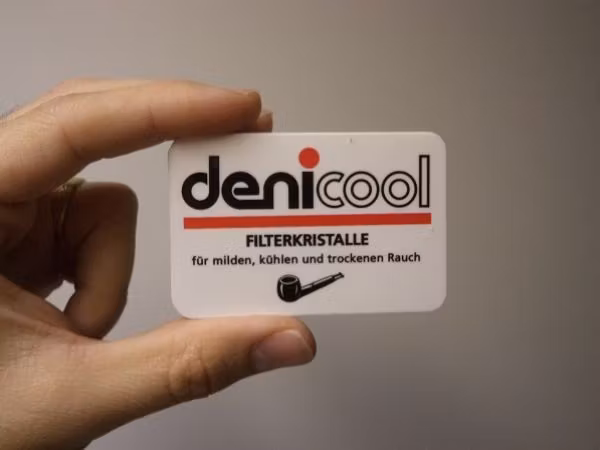 denicool
FILTERKRISTALLE
für milden, kühlen und trockenen Rauch